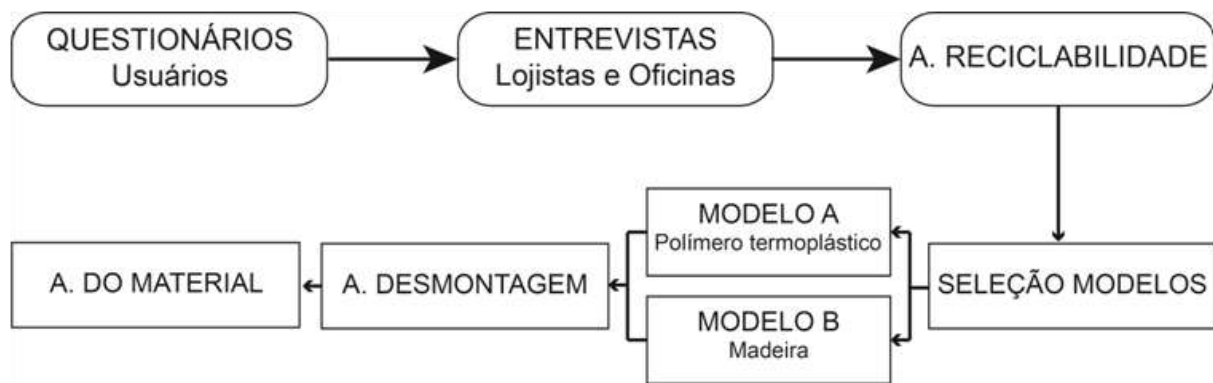 QUESTIONÁRIOS
Usuários
ENTREVISTAS
Lojistas e Oficinas
A. RECICLABILIDADE
SELEÇÃO MODELOS
MODELO A
Polímero termoplástico
MODELO B
Madeira
A. DESMONTAGEM
A. DO MATERIAL